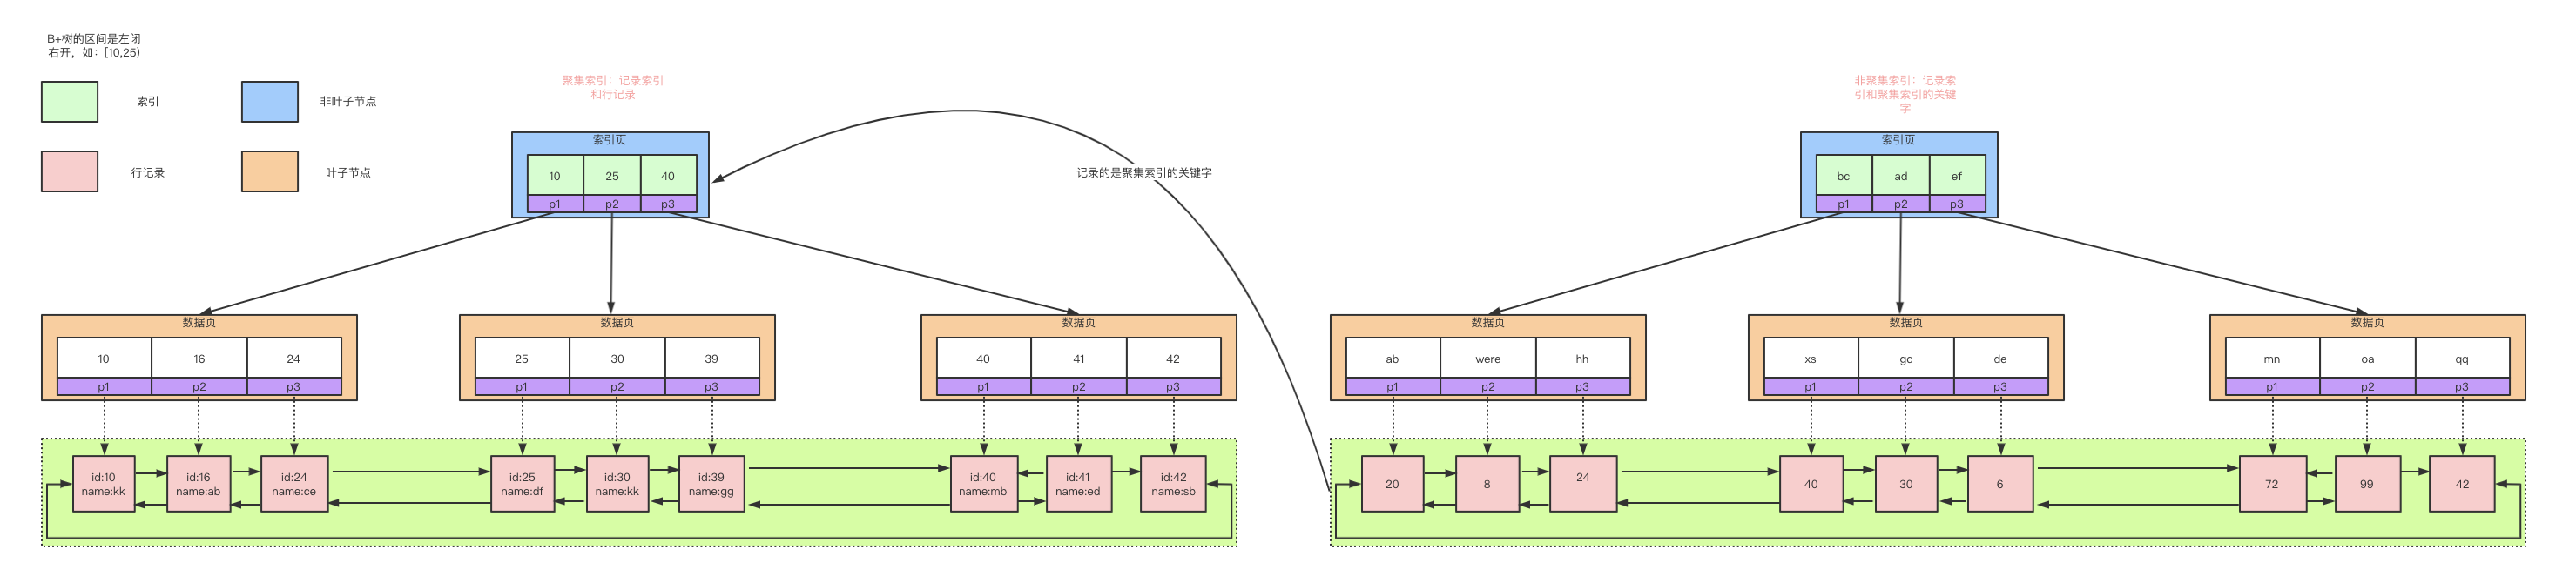 B+树的区间是左闭
右开，如：[10,25)
索引
非叶子节点
行记录
叶子节点
聚集索引：记录索引
和行记录
索引页
10 25 40
p1 p2 p3
记录的是聚集索引的关键字
非聚集索引：记录索
引和聚集索引的关键
字
索引页
bc ad ef
p1 p2 p3
数据页
10 16 24
p1 p2 p3
数据页
25 30 39
p1 p2 p3
数据页
40 41 42
p1 p2 p3
数据页
ab were hh
p1 p2 p3
数据页
xs gc de
p1 p2 p3
数据页
mn oa qq
p1 p2 p3
id:10
name:kk
id:16
name:ab
id:24
name:ce
id:25
name:df
id:30
name:kk
id:39
name:gg
id:40
name:mb
id:41
name:ed
id:42
name:sb
20
8
24
40
30
6
72
99
42